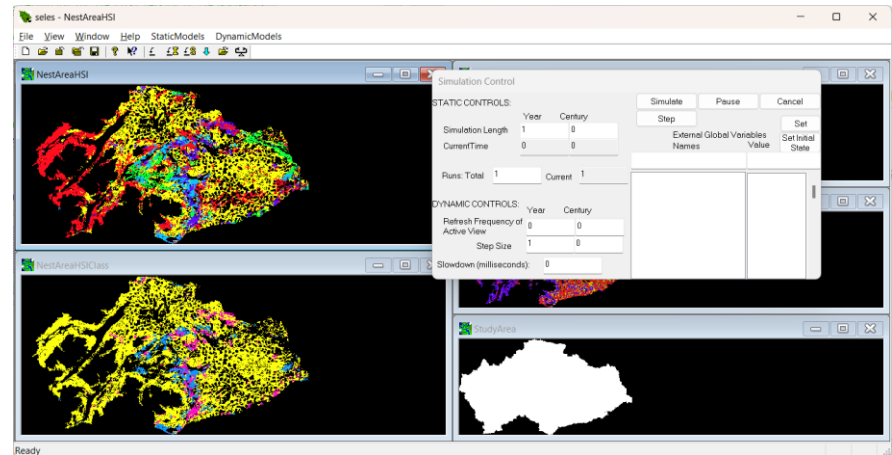 seles - NestAreaHSI
File View Window Help StaticModels DynamicModels
NestAreaHSI
Simulation Control
STATIC CONTROLS:
Simulate Pause Cancel
Step
Set
Year Century
External Global Variables
Set Initial State
Names Value
Simulation Length 1 0
CurrentTime 0 0
Runs: Total 1 Current 1
DYNAMIC CONTROLS:
Year Century
Refresh Frequency of
Active View
0 0
Step Size 1 0
Slowdown (milliseconds): 0
NestAreaHSIClass
StudyArea
Ready